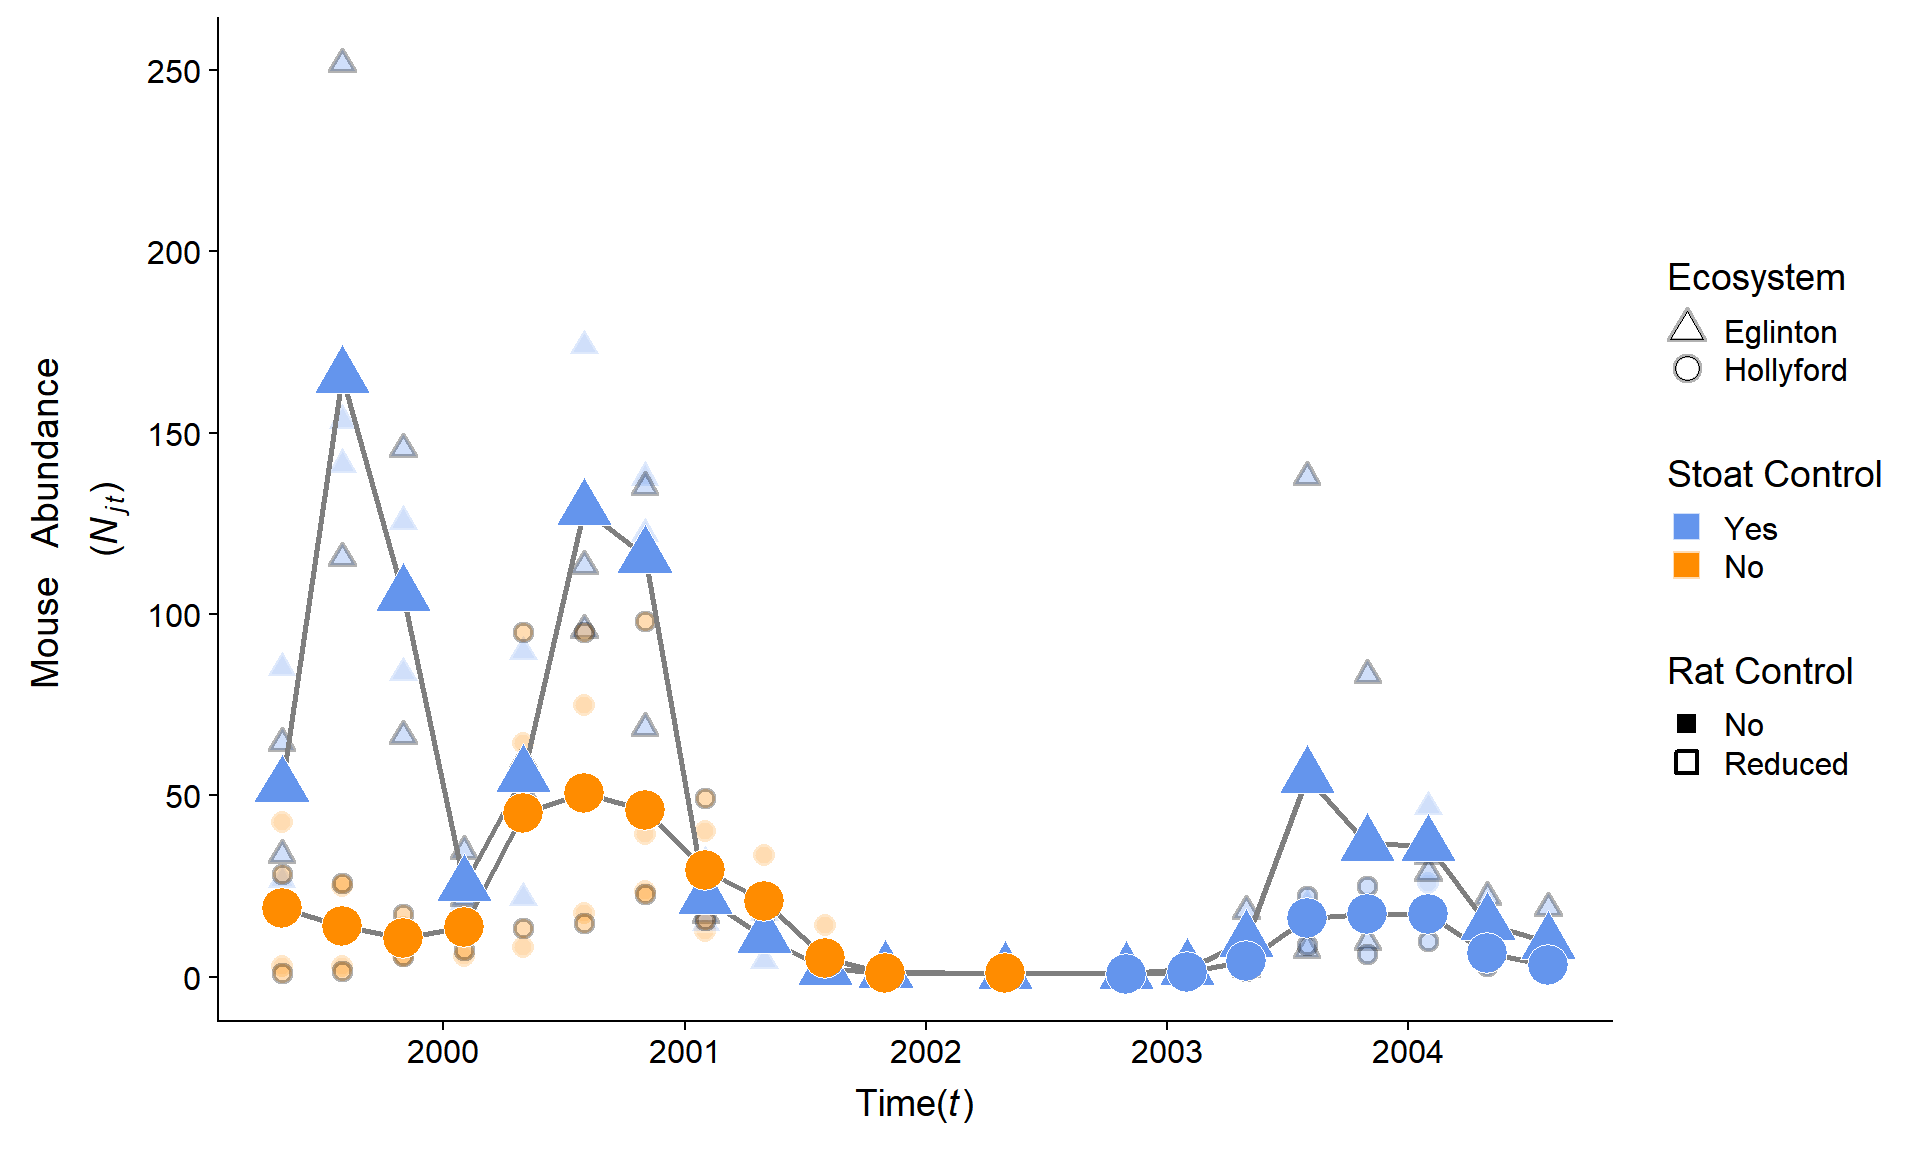 250
200
150
100
50
0
Mouse Abundance
(Njt)
2000 2001 2002 2003 2004
Time(t)
Ecosystem
Eglinton
Hollyford
Stoat Control
Yes
No
Rat Control
No
Reduced